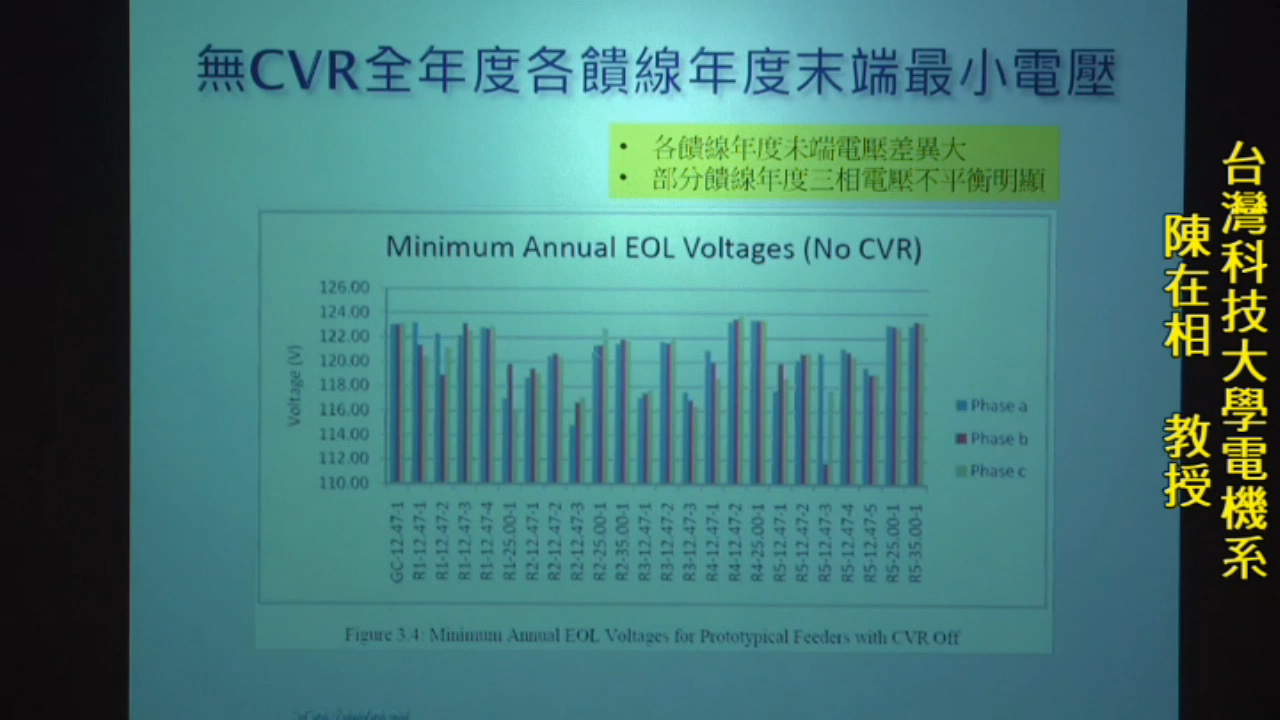 無CVR全年度各饋線年度末端最小電壓
• 各饋線年度末端電壓差異大
• 部分饋線年度三相電壓不平衡明顯
Minimum Annual EOL Voltages (No CVR)
126.00
124.00
122.00
120.00
118.00
116.00
114.00
112.00
110.00
Voltage (V)
Phase a
Phase b
Phase c
GC-12.47-1
R1-12.47-1
R1-12.47-2
R1-12.47-3
R1-12.47-4
R1-25.00-1
R2-12.47-1
R2-12.47-2
R2-12.47-3
R2-25.00-1
R2-35.00-1
R3-12.47-1
R3-12.47-2
R3-12.47-3
R4-12.47-1
R4-12.47-2
R4-25.00-1
R5-12.47-1
R5-12.47-2
R5-12.47-3
R5-12.47-4
R5-12.47-5
R5-25.00-1
R5-35.00-1
Figure 3.4: Minimum Annual EOL Voltages for Prototypical Feeders with CVR Off
台灣科技大學電機系
陳在相 教授